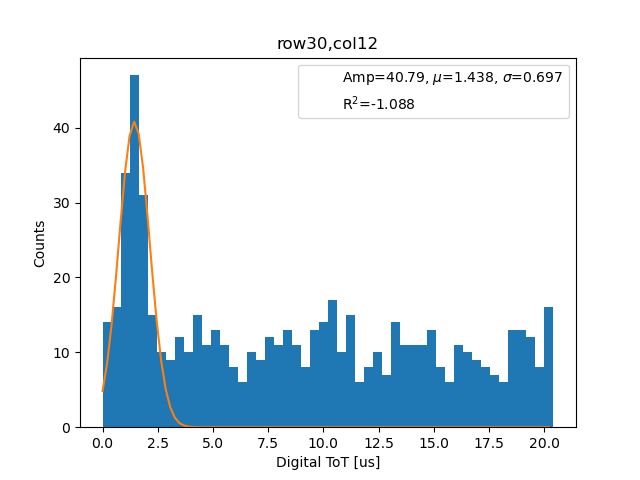 row30,col12
Amp=40.79, μ=1.438, σ=0.697
R²=-1.088
Counts
40
30
20
10
0
0.0 2.5 5.0 7.5 10.0 12.5 15.0 17.5 20.0
Digital ToT [us]